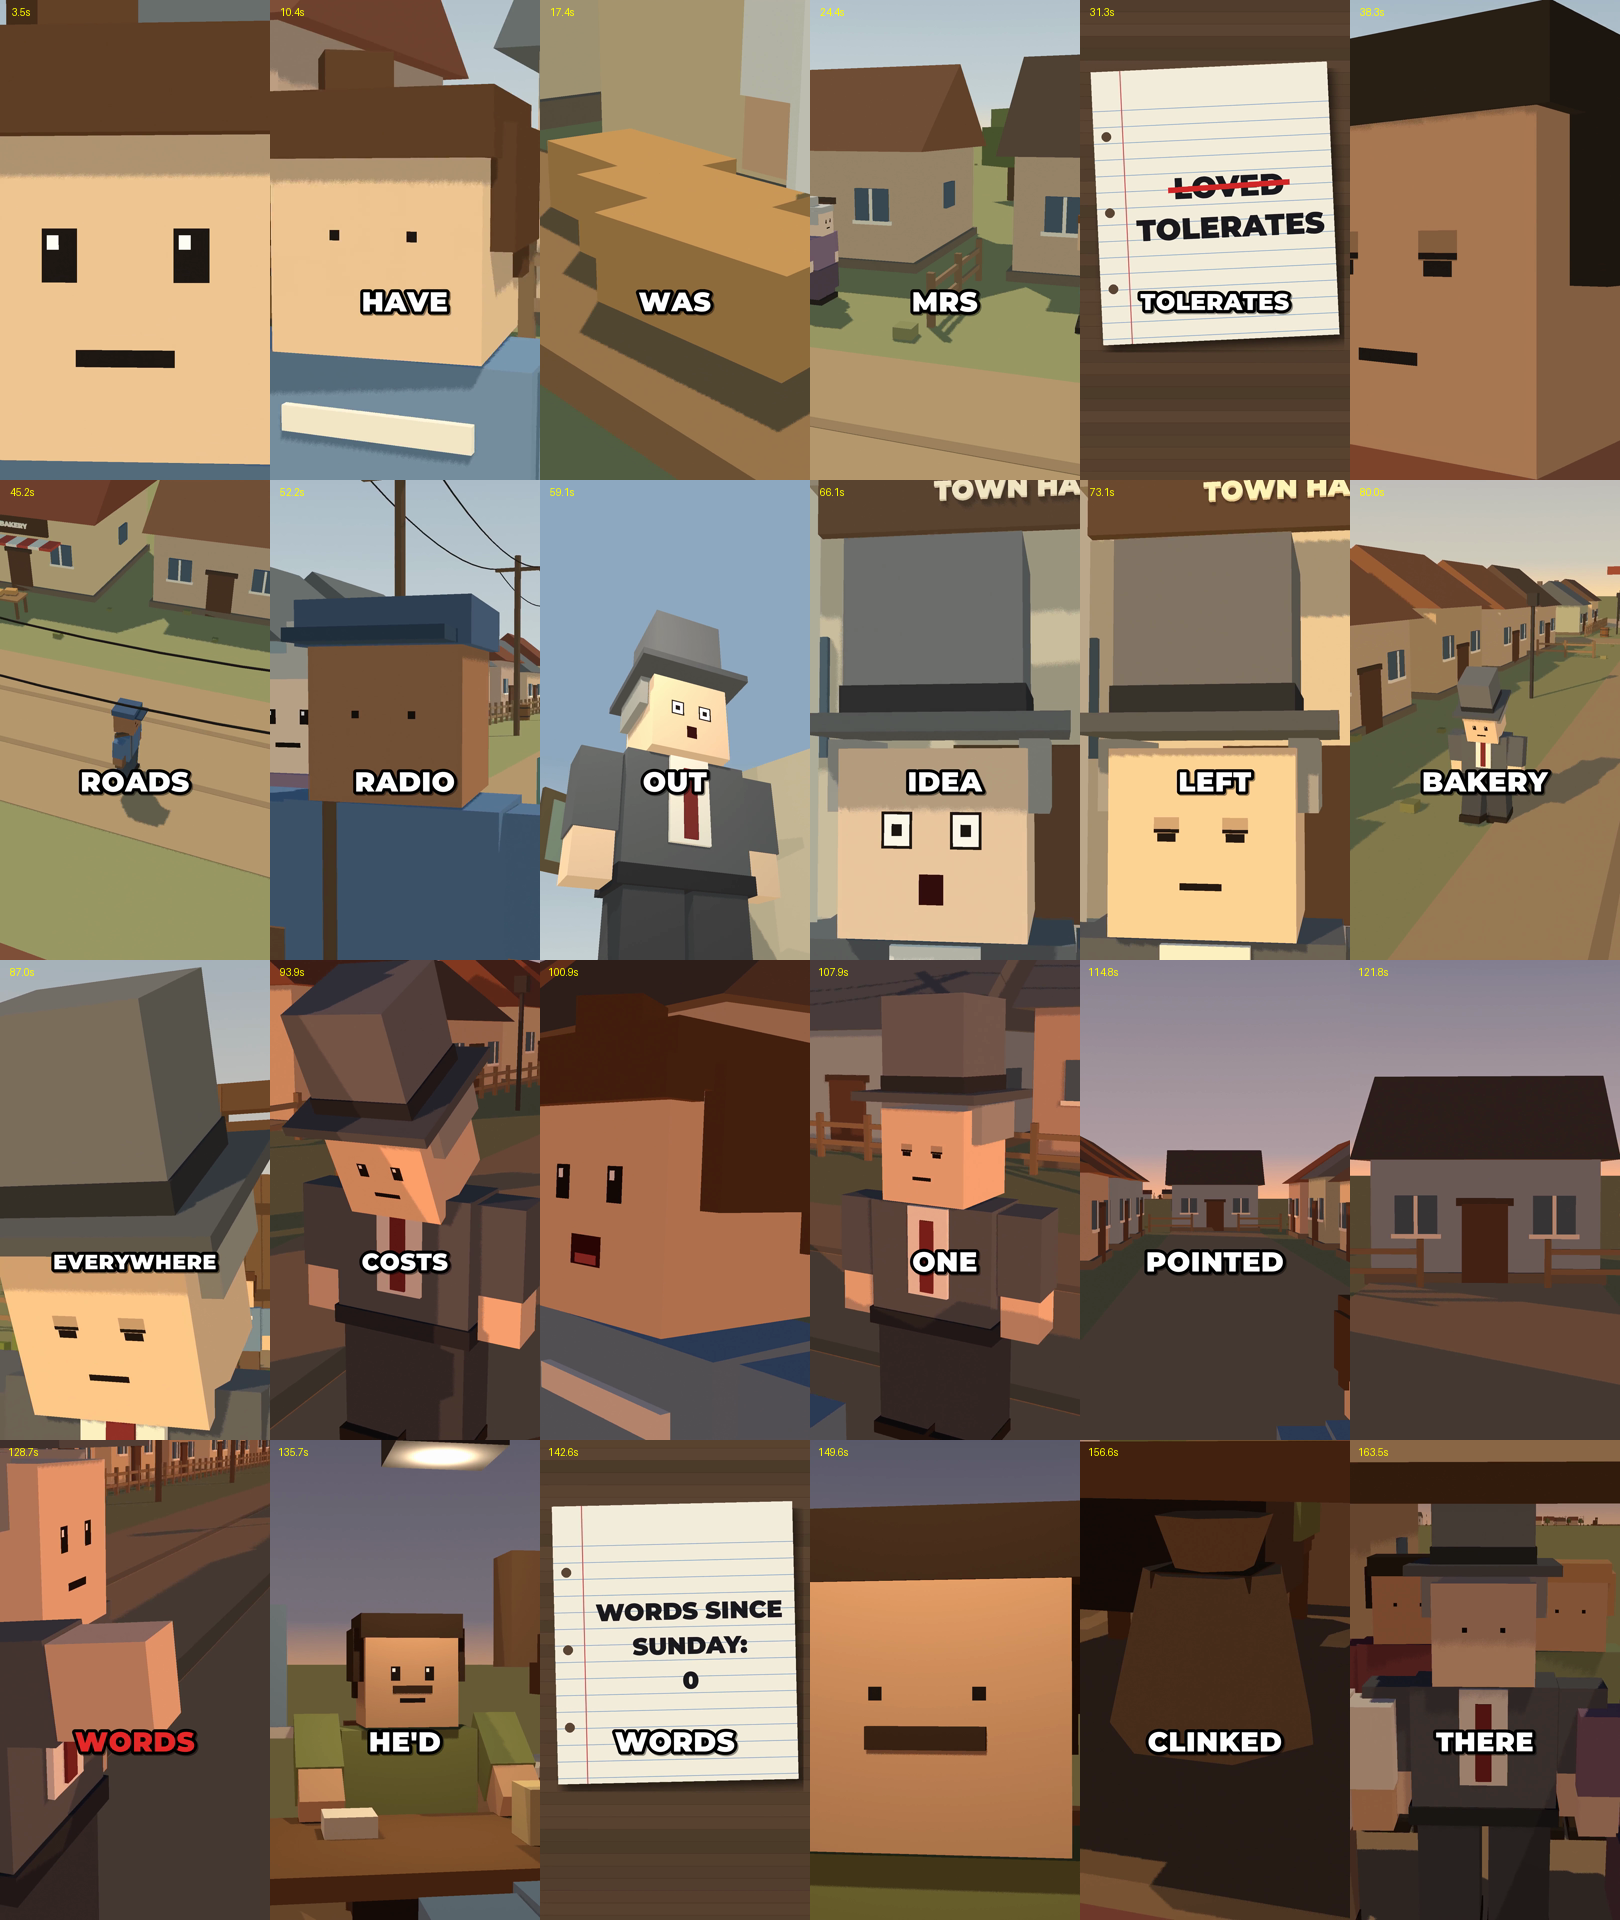 3.5s
10.4s
HAVE
17.4s
WAS
24.4s
MRS
31.3s
LOVED
TOLERATES
TOLERATES
38.3s
45.2s
BAKERY
ROADS
52.2s
RADIO
59.1s
OUT
66.1s
TOWN HA
IDEA
73.1s
TOWN HA
LEFT
80.0s
BAKERY
87.0s
EVERYWHERE
93.9s
COSTS
100.9s
107.9s
ONE
114.8s
POINTED
121.8s
128.7s
WORDS
135.7s
HE'D
142.6s
WORDS SINCE
SUNDAY:
0
WORDS
149.6s
156.6s
CLINKED
163.5s
THERE